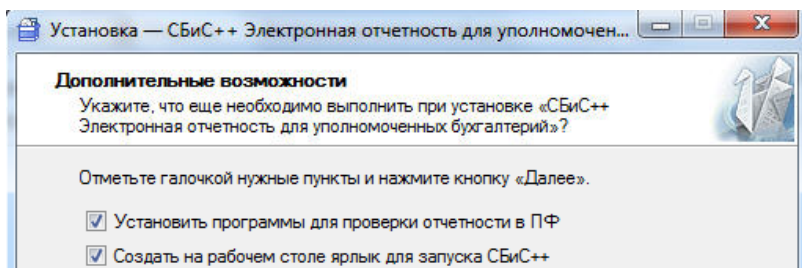 Установка — СБиС++ Электронная отчетность для уполномочен...
Дополнительные возможности
Укажите, что еще необходимо выполнить при установке «СБиС++
Электронная отчетность для уполномоченных бухгалтерий»?
Отметьте галочкой нужные пункты и нажмите кнопку «Далее».
Установить программы для проверки отчетности в ПФ
Создать на рабочем столе ярлык для запуска СБиС++